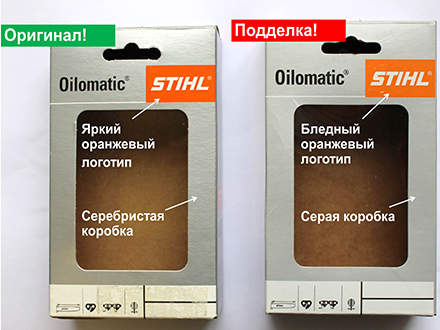 Оригинал!
Подделка!
Oilomatic®
STIHL®
Яркий
оранжевый
логотип
Серебристая
коробка
Oilomatic®
STIHL®
Бледный
оранжевый
логотип
Серая коробка